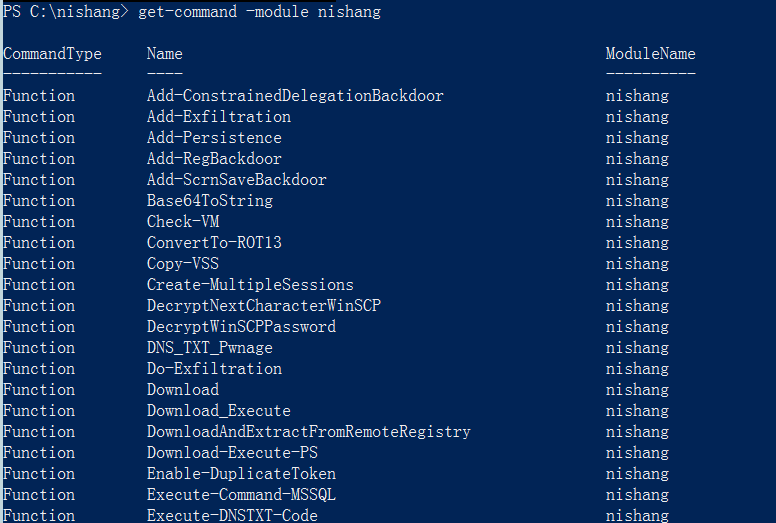 PS C:\nishang> get-command -module nishang
CommandType Name ModuleName
----------- ---- ----------
Function Add-ConstrainedDelegationBackdoor nishang
Function Add-Exfiltration nishang
Function Add-Persistence nishang
Function Add-RegBackdoor nishang
Function Add-ScrnSaveBackdoor nishang
Function Base64ToString nishang
Function Check-VM nishang
Function ConvertTo-ROT13 nishang
Function Copy-VSS nishang
Function Create-MultipleSessions nishang
Function DecryptNextCharacterWinSCP nishang
Function DecryptWinSCPPassword nishang
Function DNS_TXT_Pwnage nishang
Function Do-Exfiltration nishang
Function Download nishang
Function Download_Execute nishang
Function DownloadAndExtractFromRemoteRegistry nishang
Function Download-Execute-PS nishang
Function Enable-DuplicateToken nishang
Function Execute-Command-MSSQL nishang
Function Execute-DNSTXT-Code nishang